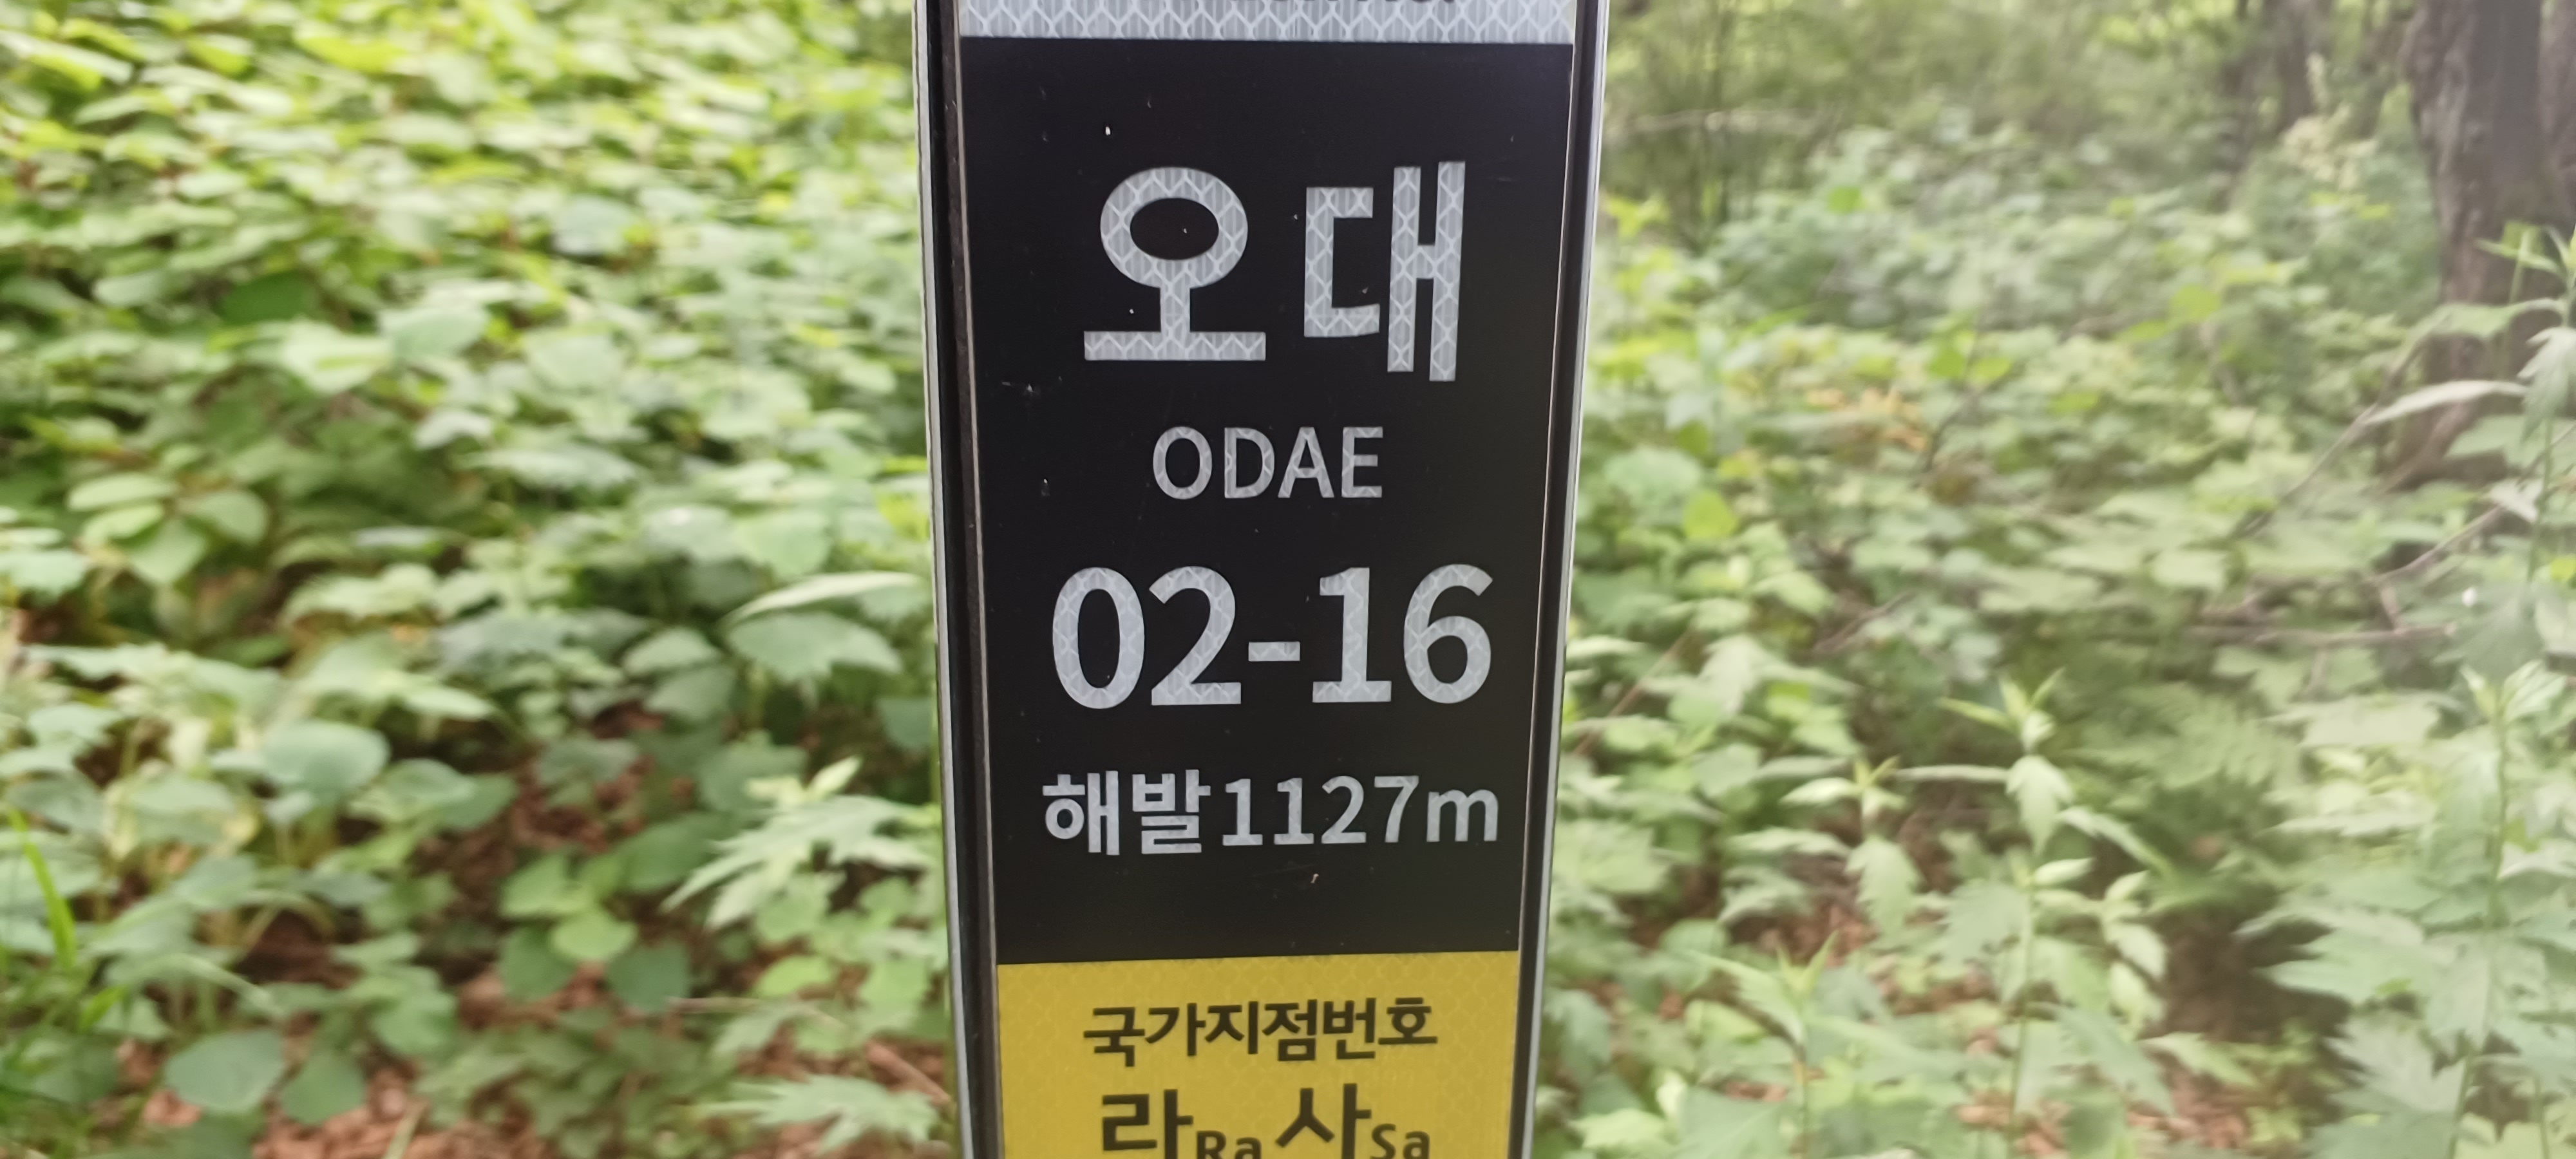 오대
ODAE
02-16
해발1127m
국가지점번호
라Ra 사Sa